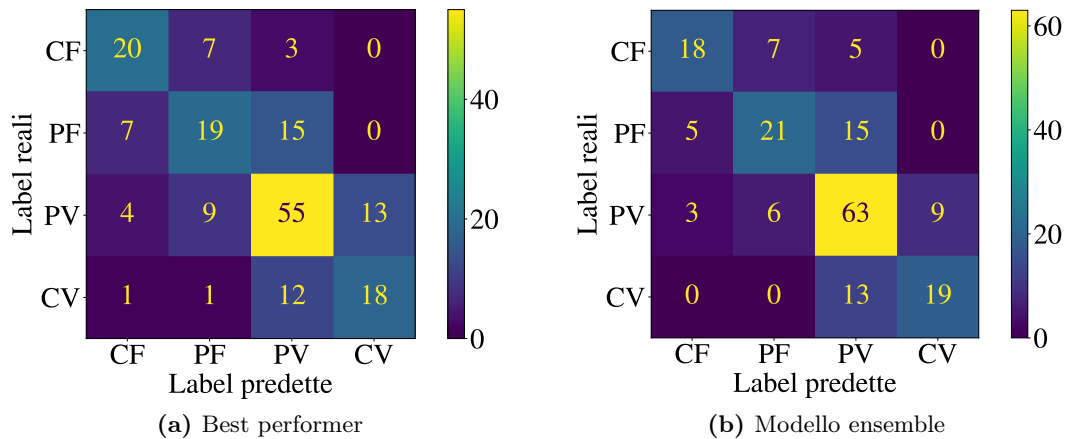 CF 20 7 3 0
PF 7 19 15 0
PV 4 9 55 13
CV 1 1 12 18
CF PF PV CV
Label predette
Label reali
40
20
0
(a) Best performer
CF 18 7 5 0
PF 5 21 15 0
PV 3 6 63 9
CV 0 0 13 19
CF PF PV CV
Label predette
Label reali
60
40
20
0
(b) Modello ensemble